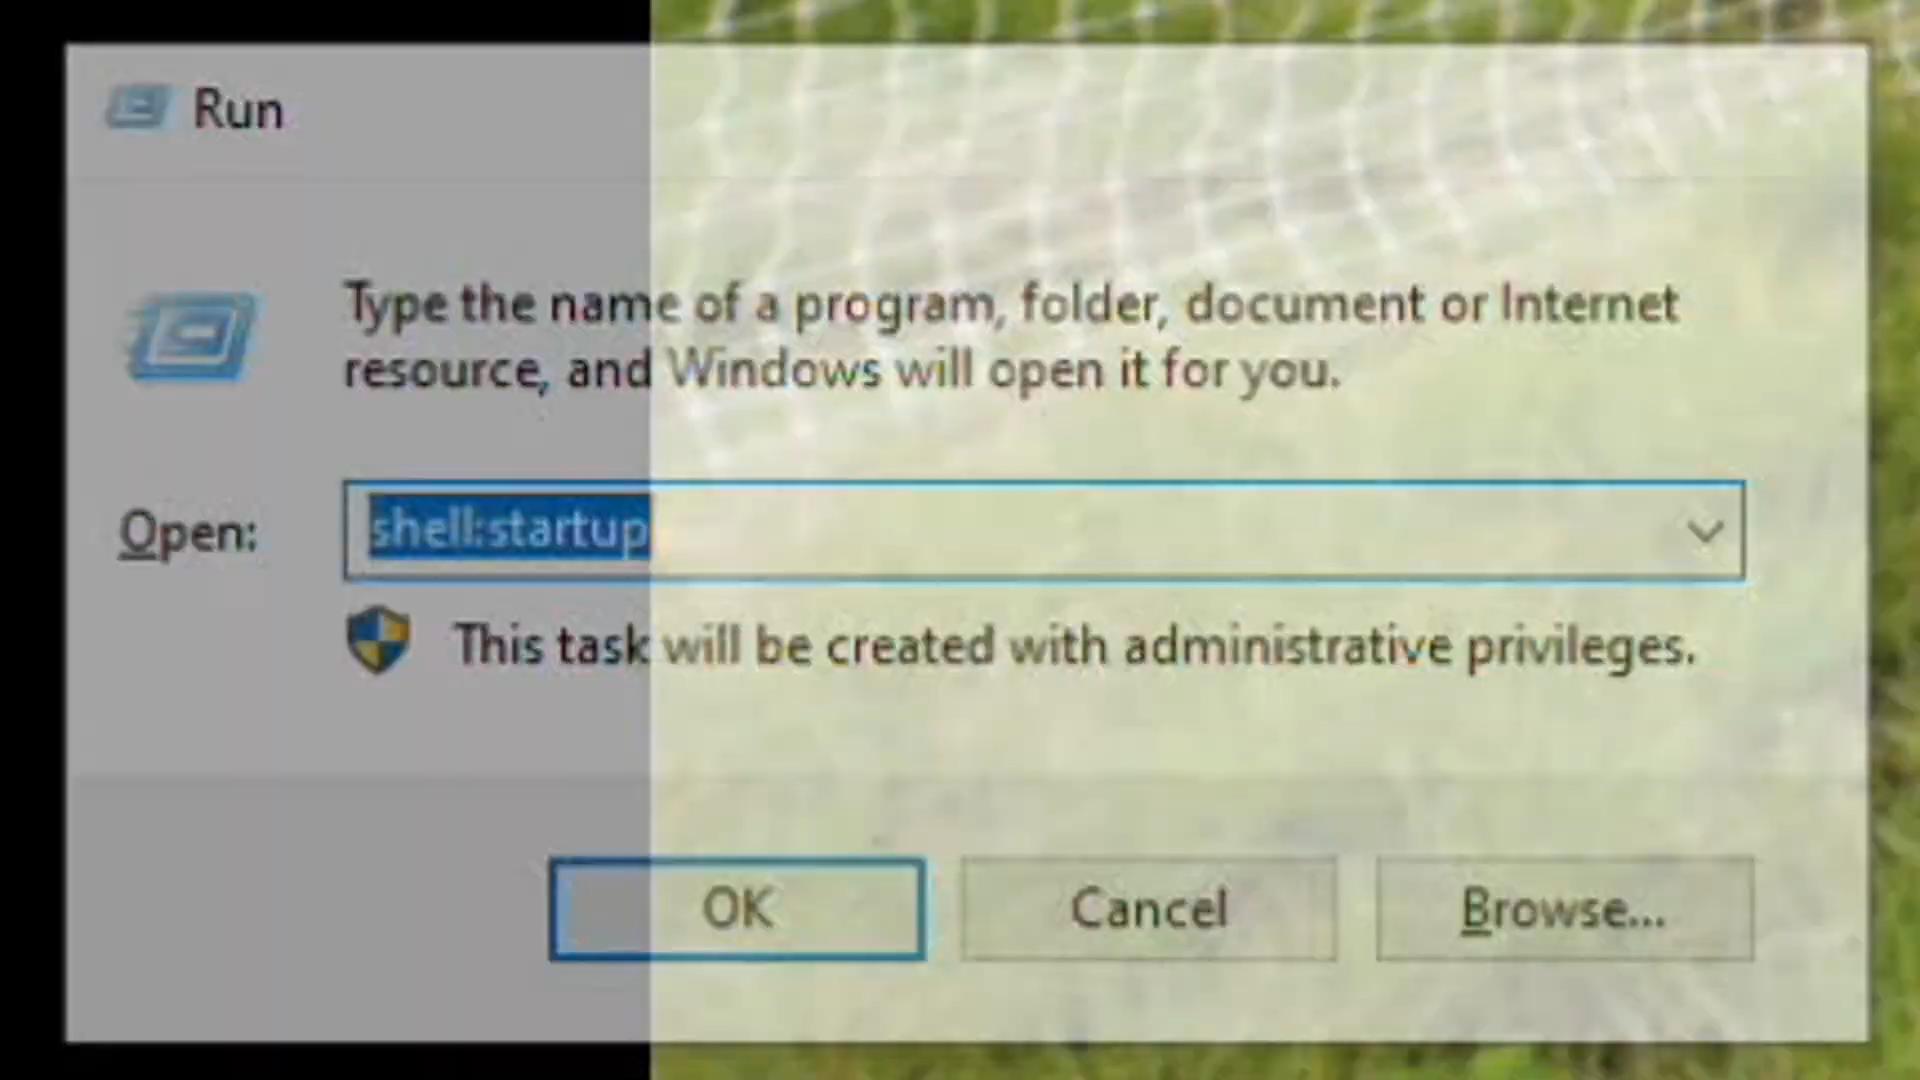 Run
Type the name of a program, folder, document or Internet
resource, and Windows will open it for you.
Open:
shell:startup
This task will be created with administrative privileges.
OK
Cancel
Browse...